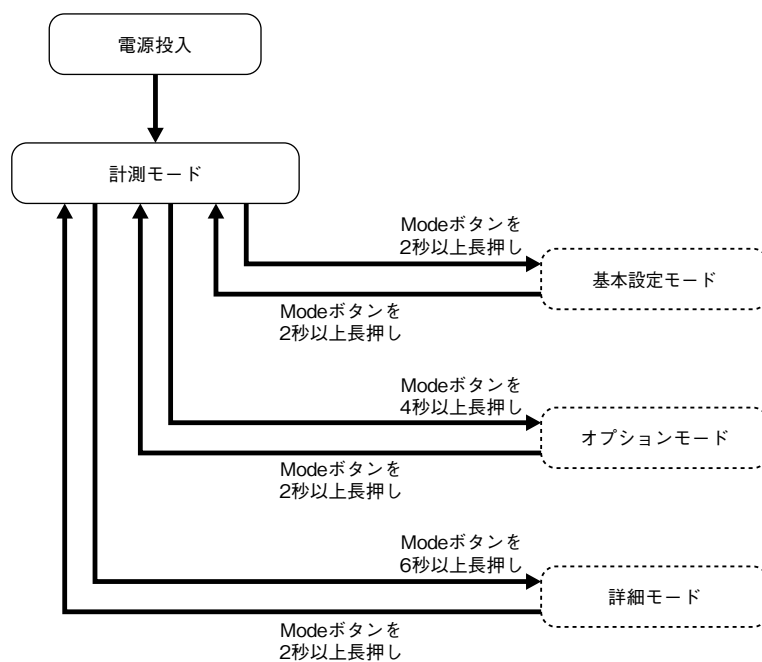 電源投入
計測モード
Modeボタンを
2秒以上長押し
基本設定モード
Modeボタンを
2秒以上長押し
Modeボタンを
4秒以上長押し
オプションモード
Modeボタンを
2秒以上長押し
Modeボタンを
6秒以上長押し
詳細モード
Modeボタンを
2秒以上長押し